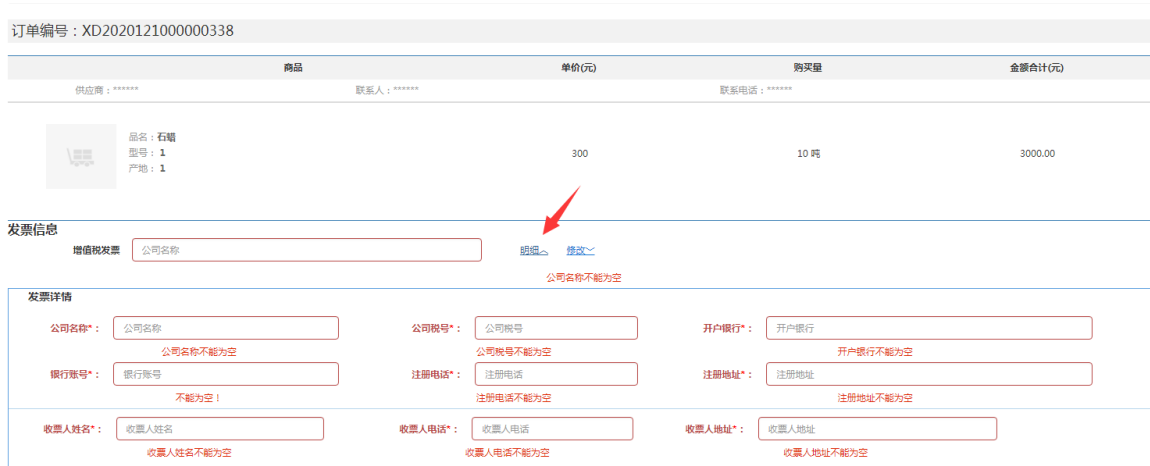 订单编号：XD2020121000000338
商品 单价(元) 购买量 金额合计(元)
供应商：****** 联系人：****** 联系电话：******
品名：石蜡
型号：1
产地：1
300 10 吨 3000.00
发票信息
增值税发票 公司名称 明细 修改
公司名称不能为空
发票详情
公司名称*： 公司名称 公司税号*： 公司税号 开户银行*： 开户银行
公司名称不能为空 公司税号不能为空 开户银行不能为空
银行账号*： 银行账号 注册电话*： 注册电话 注册地址*： 注册地址
不能为空！ 注册电话不能为空 注册地址不能为空
收票人姓名*： 收票人姓名 收票人电话*： 收票人电话 收票人地址*： 收票人地址
收票人姓名不能为空 收票人电话不能为空 收票人地址不能为空